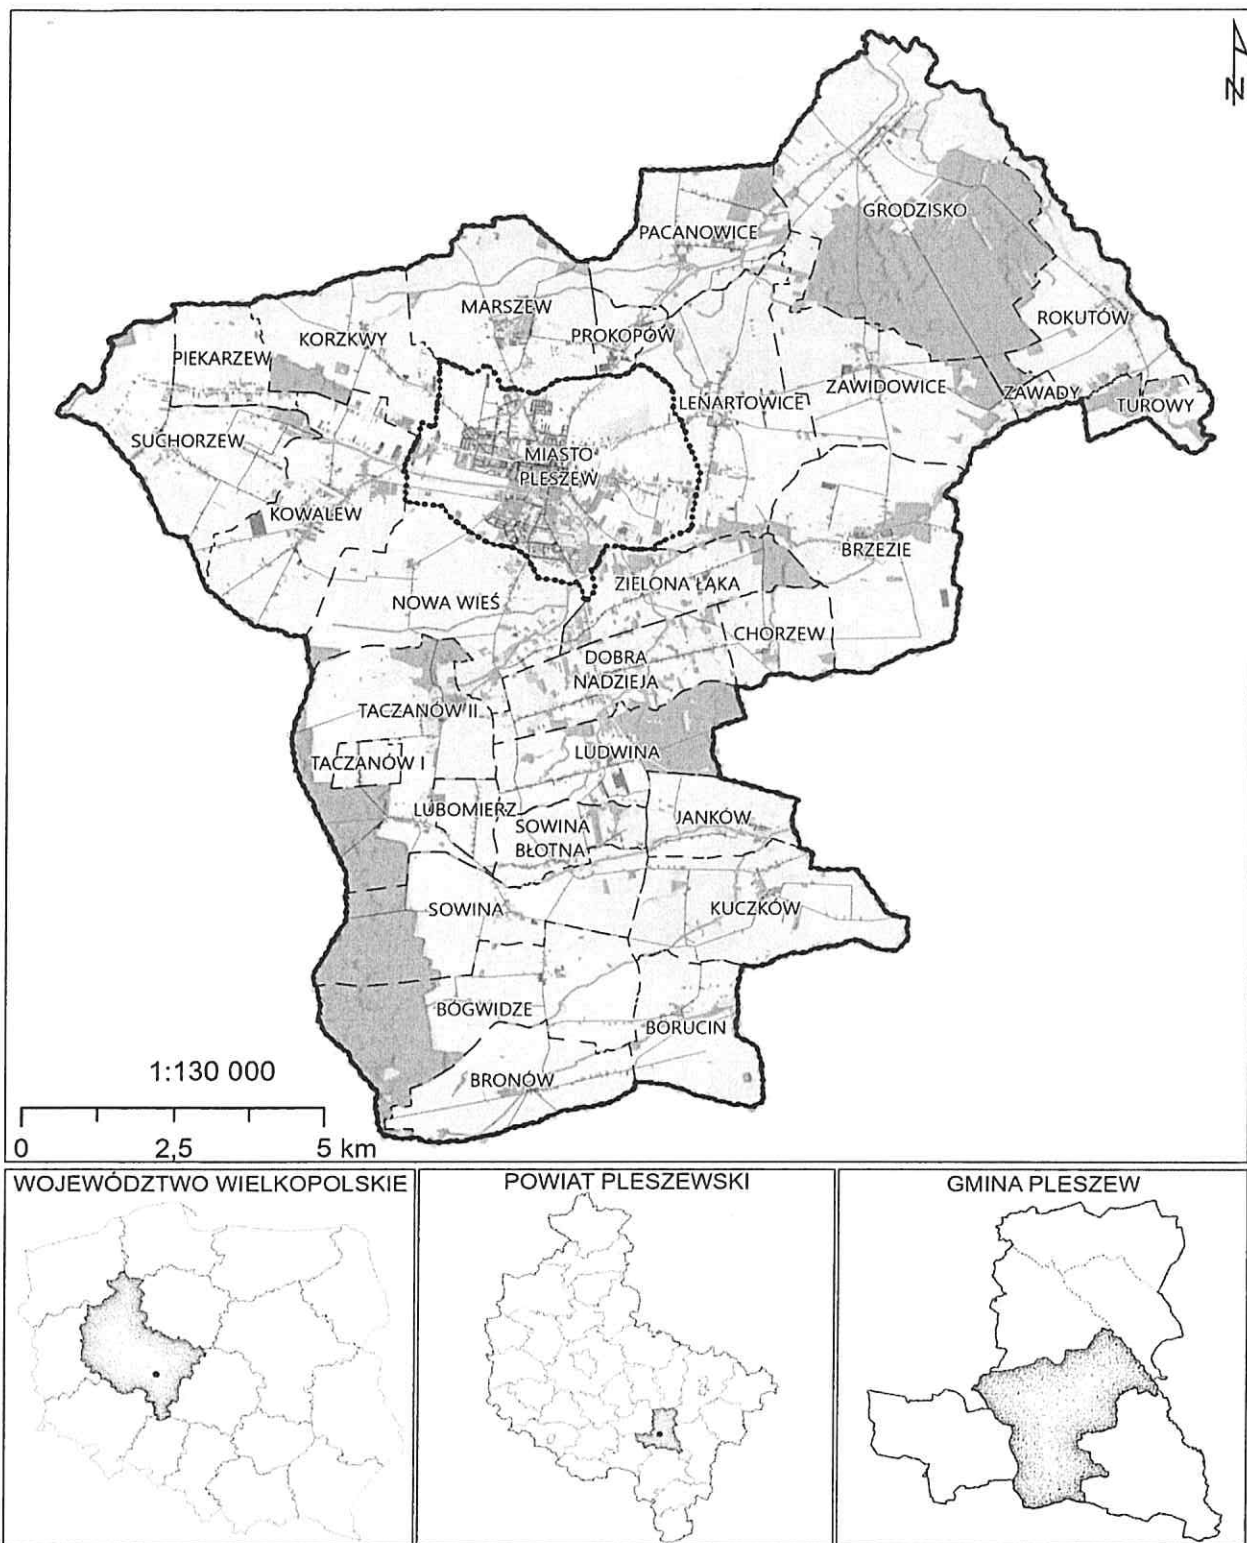 N
GRODZISKO
PACANOWICE
MARSZEW
ROKUTÓW
PROKOPÓW
KORZKWY
PIEKARZEW
ZAWIDOWICE
ZAWADY
LENARTOWICE
TUROWY
SUCHORZEW
MIASTO
PLESZEW
KOWALEW
BRZEZIE
ZIELONA ŁĄKA
NOWA WIEŚ
CHORZEW
DOBRA
NADZIEJA
TACZANÓW II
LUDWINA
TACZANÓW I
LUBOMIERZ
JANKÓW
SOWINA
BŁOTNA
SOWINA
KUCZKÓW
BOGWIDZE
BORUCIN
BRONÓW
1:130 000
0 2,5 5 km
WOJEWÓDZTWO WIELKOPOLSKIE
POWIAT PLESZEWSKI
GMINA PLESZEW